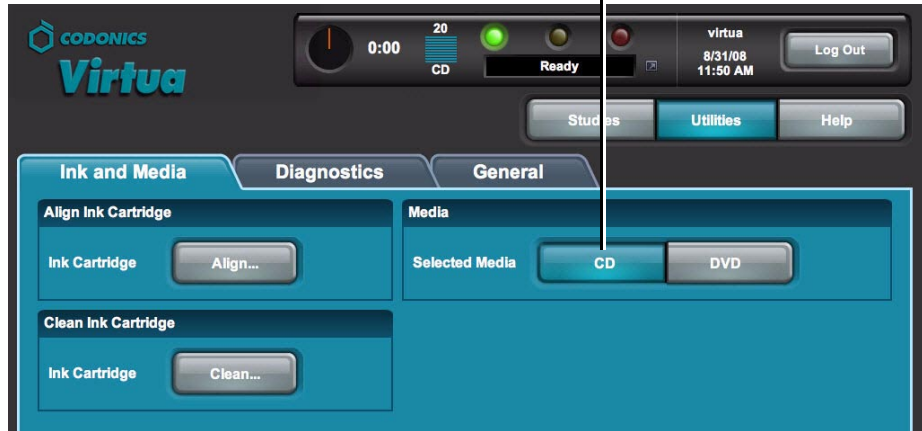 CODONICS
Virtua
0:00
20
CD
Ready
virtua
8/31/08
11:50 AM
Log Out
Studies
Utilities
Help
Ink and Media
Diagnostics
General
Align Ink Cartridge
Ink Cartridge
Align...
Media
Selected Media
CD
DVD
Clean Ink Cartridge
Ink Cartridge
Clean...